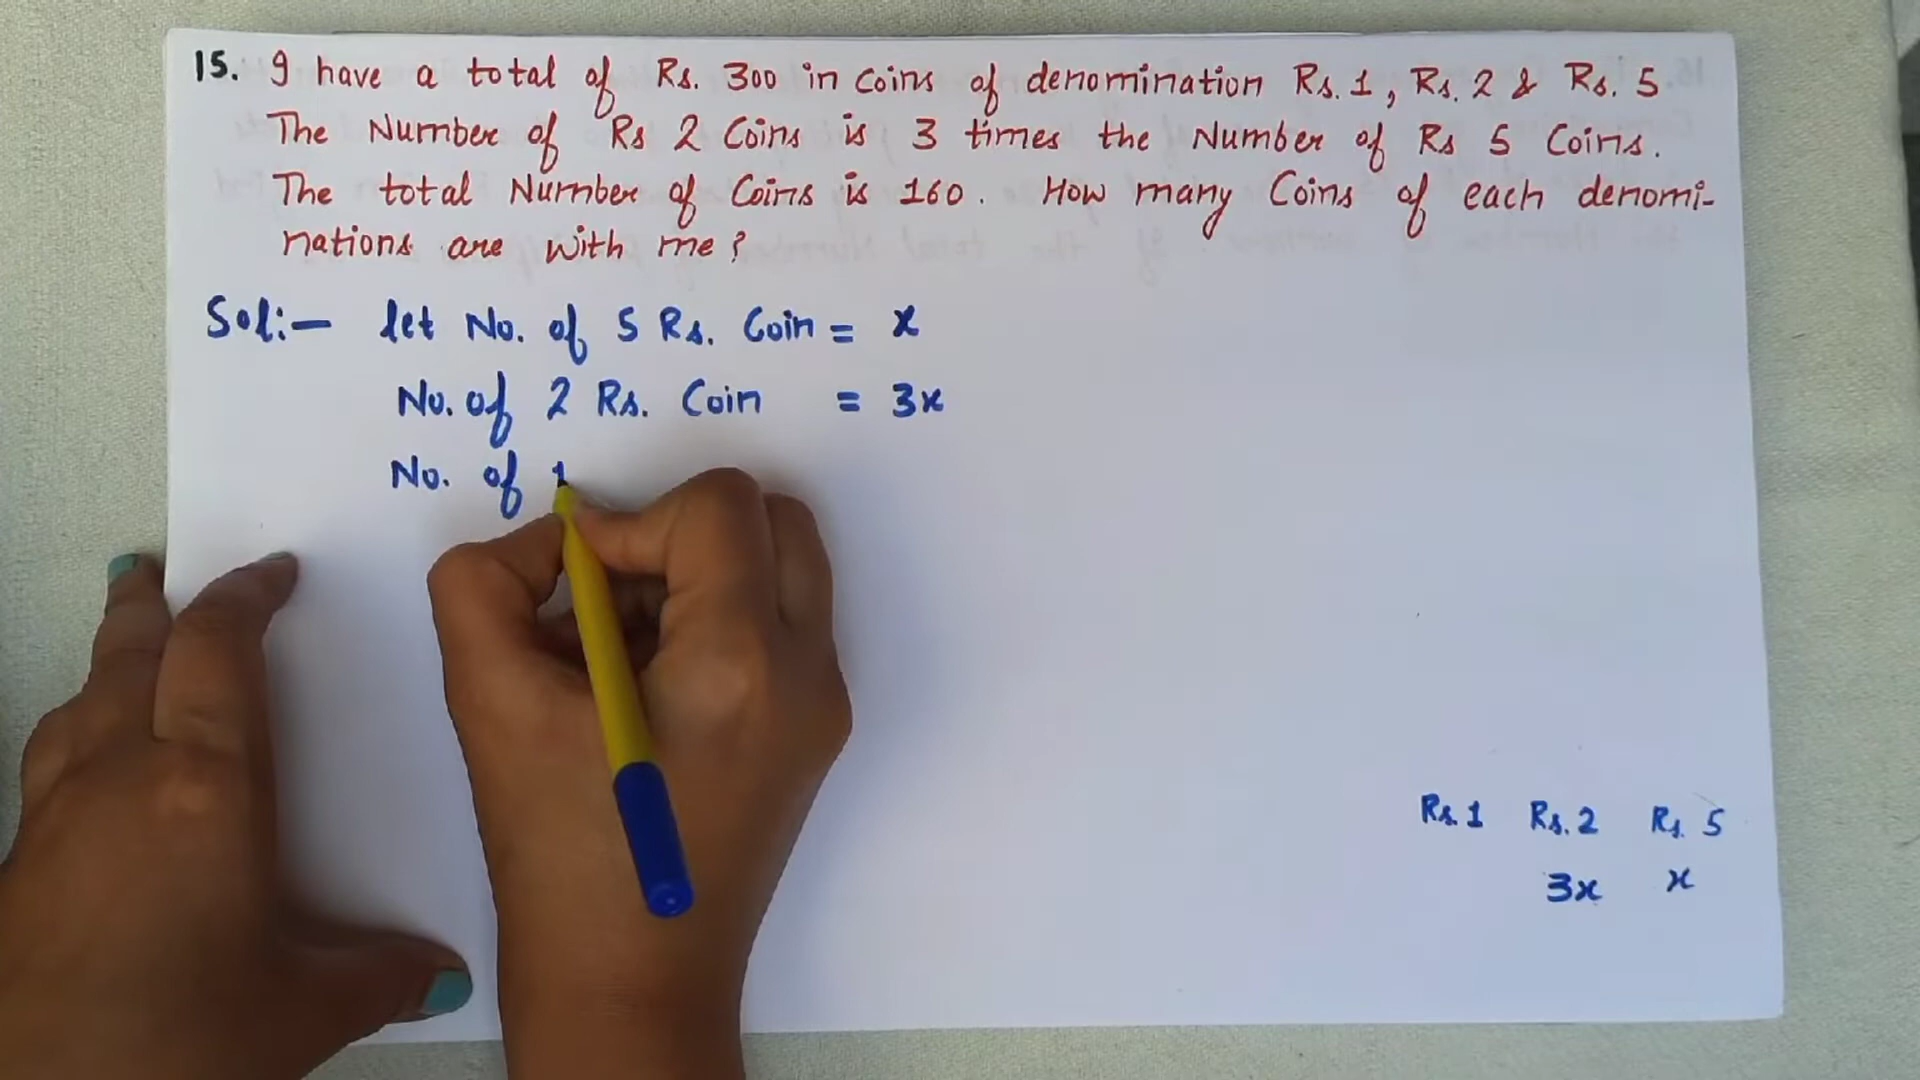 15. I have a total of Rs. 300 in coins of denomination Rs. 1, Rs. 2 & Rs. 5
The Number of Rs 2 Coins is 3 times the Number of Rs 5 Coins.
The total Number of Coins is 160. How many Coins of each denomi-
nations are with me?
Sol:- let No. of 5 Rs. Coin = x
No. of 2 Rs. Coin = 3x
No. of 1
Rs. 1 Rs. 2 Rs. 5
3x x